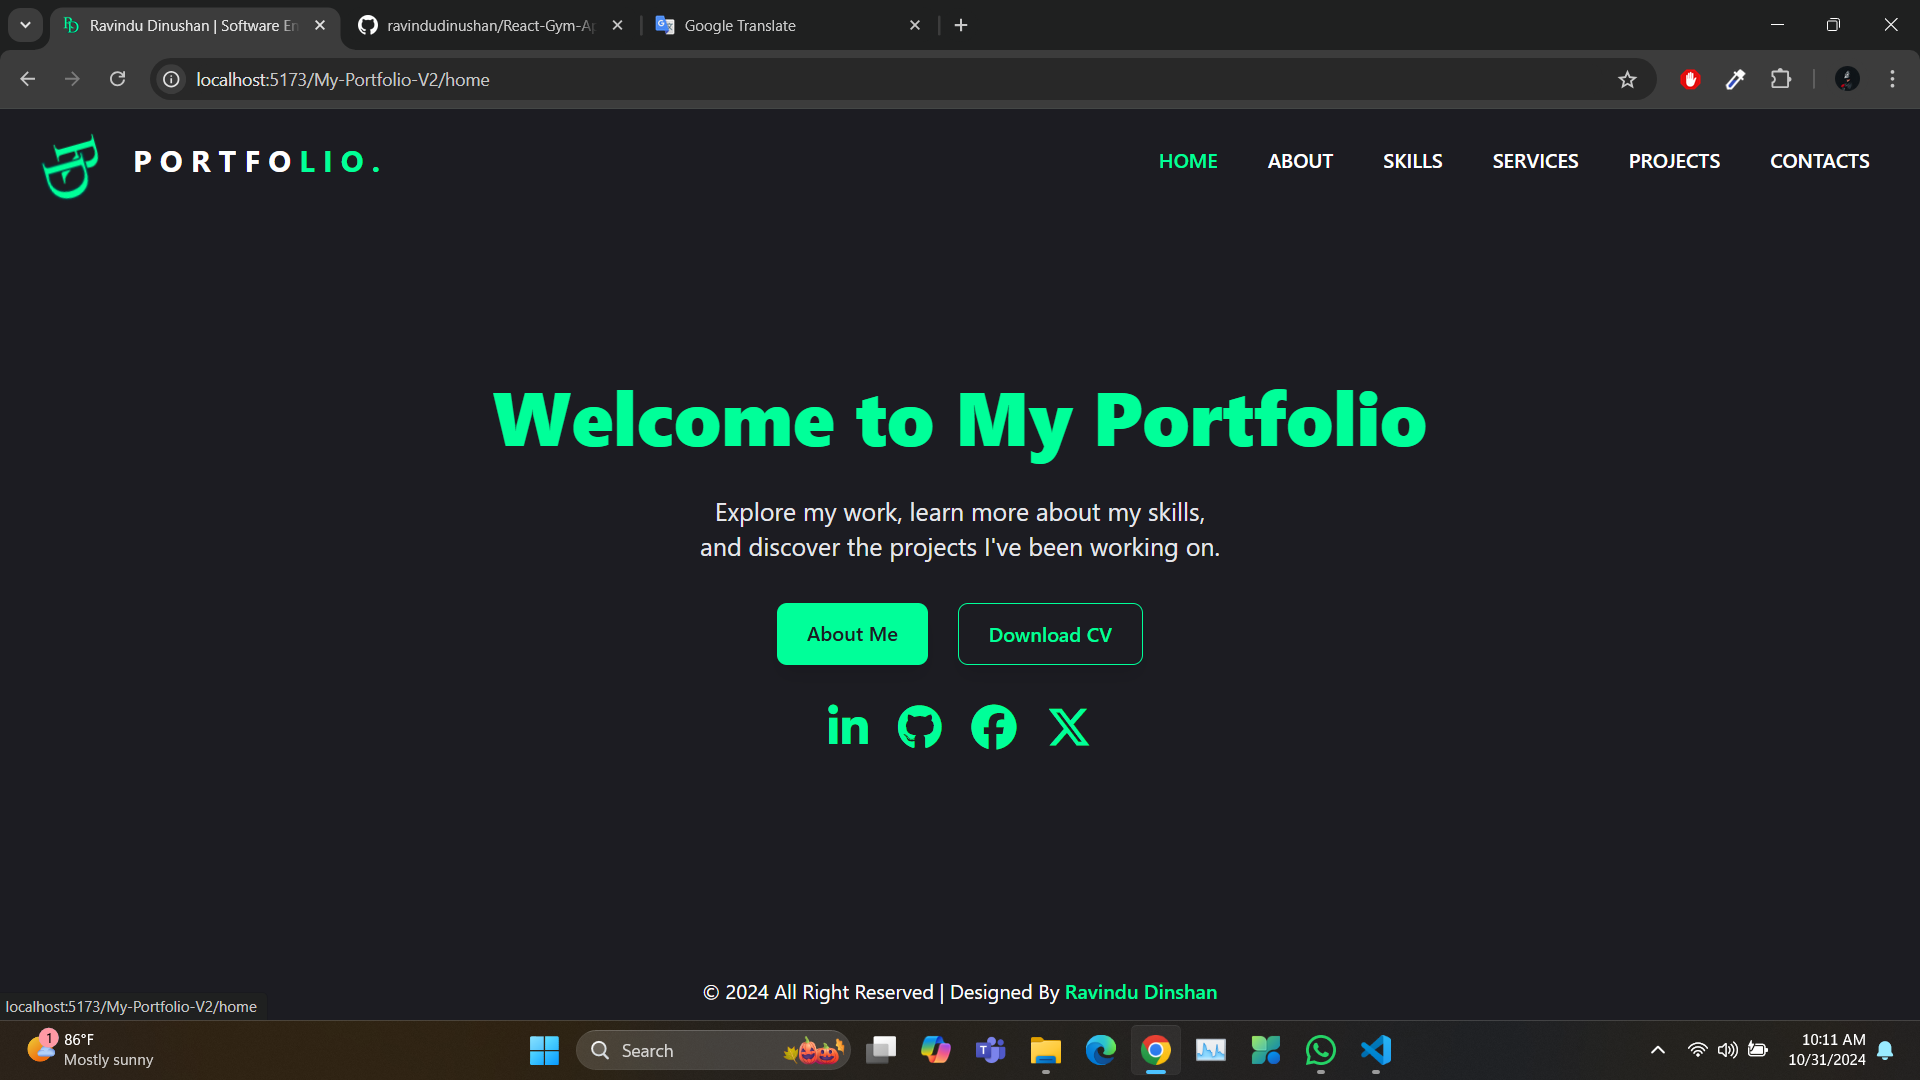 Ravindu Dinushan | Software En
ravindudinushan/React-Gym-Ap
Google Translate
localhost:5173/My-Portfolio-V2/home
PORTFOLIO.
HOME
ABOUT
SKILLS
SERVICES
PROJECTS
CONTACTS
Welcome to My Portfolio
Explore my work, learn more about my skills,
and discover the projects I've been working on.
About Me
Download CV
© 2024 All Right Reserved | Designed By Ravindu Dinshan
localhost:5173/My-Portfolio-V2/home
1
86°F
Mostly sunny
Search
10:11 AM
10/31/2024